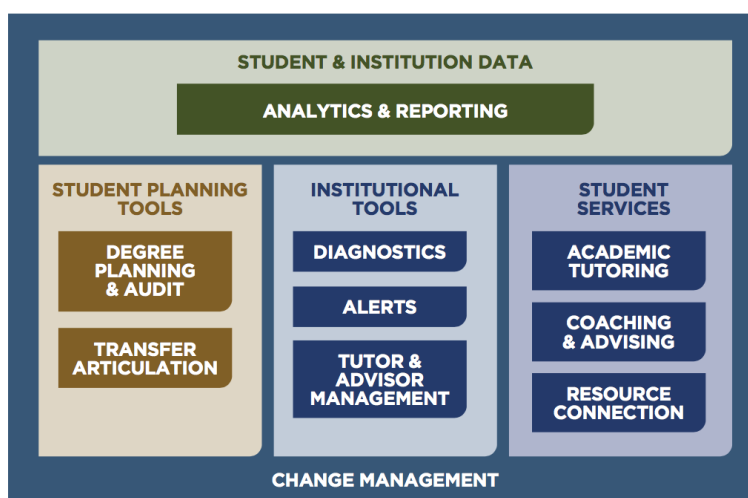 STUDENT & INSTITUTION DATA
ANALYTICS & REPORTING
STUDENT PLANNING
TOOLS
DEGREE
PLANNING
& AUDIT
TRANSFER
ARTICULATION
INSTITUTIONAL
TOOLS
DIAGNOSTICS
ALERTS
TUTOR &
ADVISOR
MANAGEMENT
STUDENT
SERVICES
ACADEMIC
TUTORING
COACHING
& ADVISING
RESOURCE
CONNECTION
CHANGE MANAGEMENT